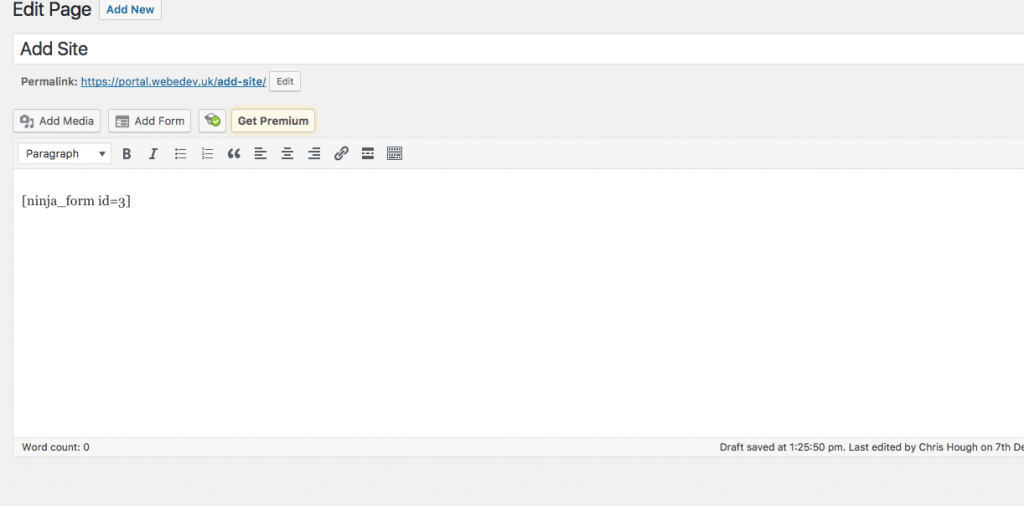 Edit Page Add New
Add Site
Permalink: https://portal.webedev.uk/add-site/ Edit
Add Media Add Form Get Premium
Paragraph B I
[ninja_form id=3]
Word count: 0 Draft saved at 1:25:50 pm. Last edited by Chris Hough on 7th De